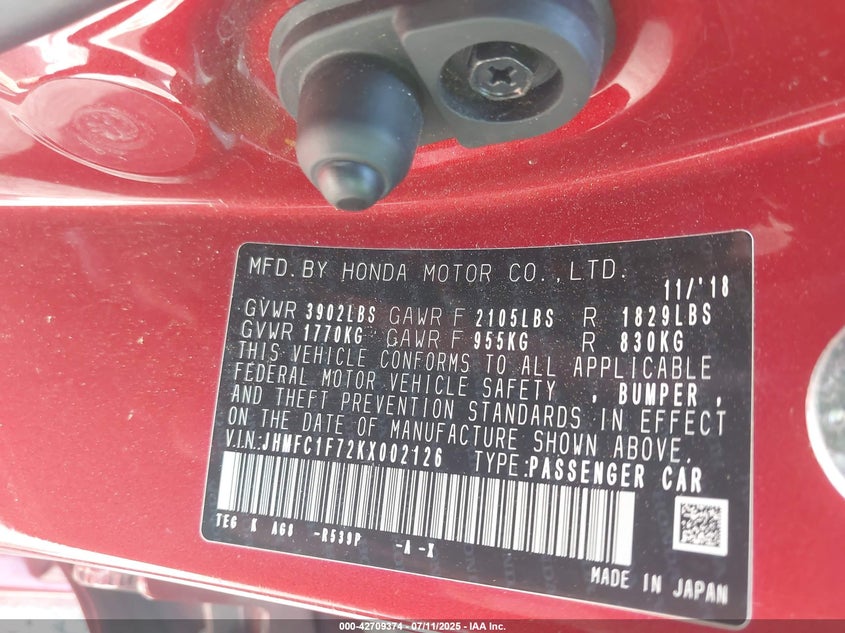 MFD. BY HONDA MOTOR CO., LTD. 11/'18
GVWR 3902LBS GAWR F 2105LBS R 1829LBS
GVWR 1770KG GAWR F 955KG R 830KG
THIS VEHICLE CONFORMS TO ALL APPLICABLE
FEDERAL MOTOR VEHICLE SAFETY , BUMPER ,
AND THEFT PREVENTION STANDARDS IN EFFECT
ON THE DATE OF MANUFACTURE SHOWN ABOVE.
V.I.N.:JHMFC1F72KX002126 TYPE:PASSENGER CAR
TEG K AG0 -R539P -A -X
MADE IN JAPAN
000-42709374 - 07/11/2025 - IAA Inc.